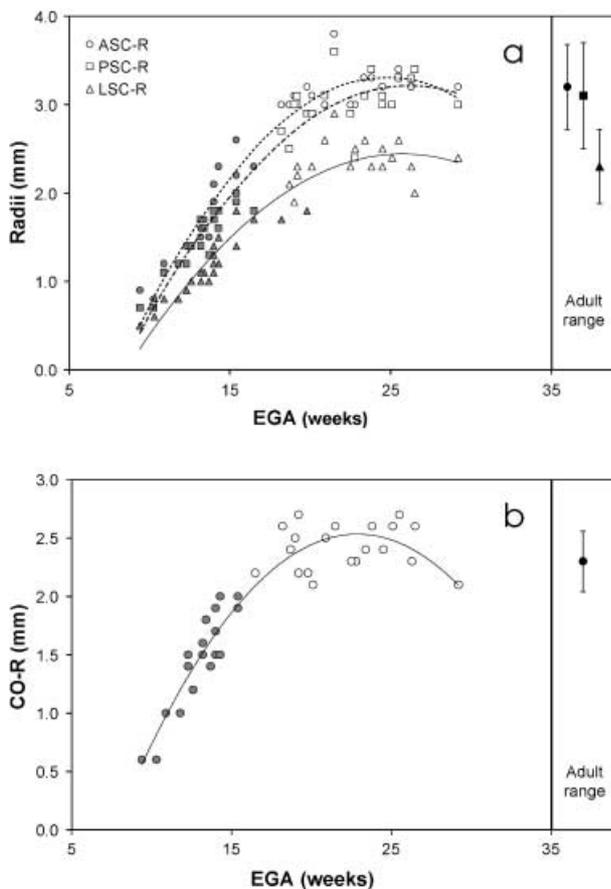 4.0
3.0
2.0
1.0
0.0
Radii (mm)
ASC-R
PSC-R
LSC-R
a
Adult
range
5
15
25
35
EGA (weeks)
3.0
2.5
2.0
1.5
1.0
0.5
0.0
CO-R (mm)
b
Adult
range
5
15
25
35
EGA (weeks)